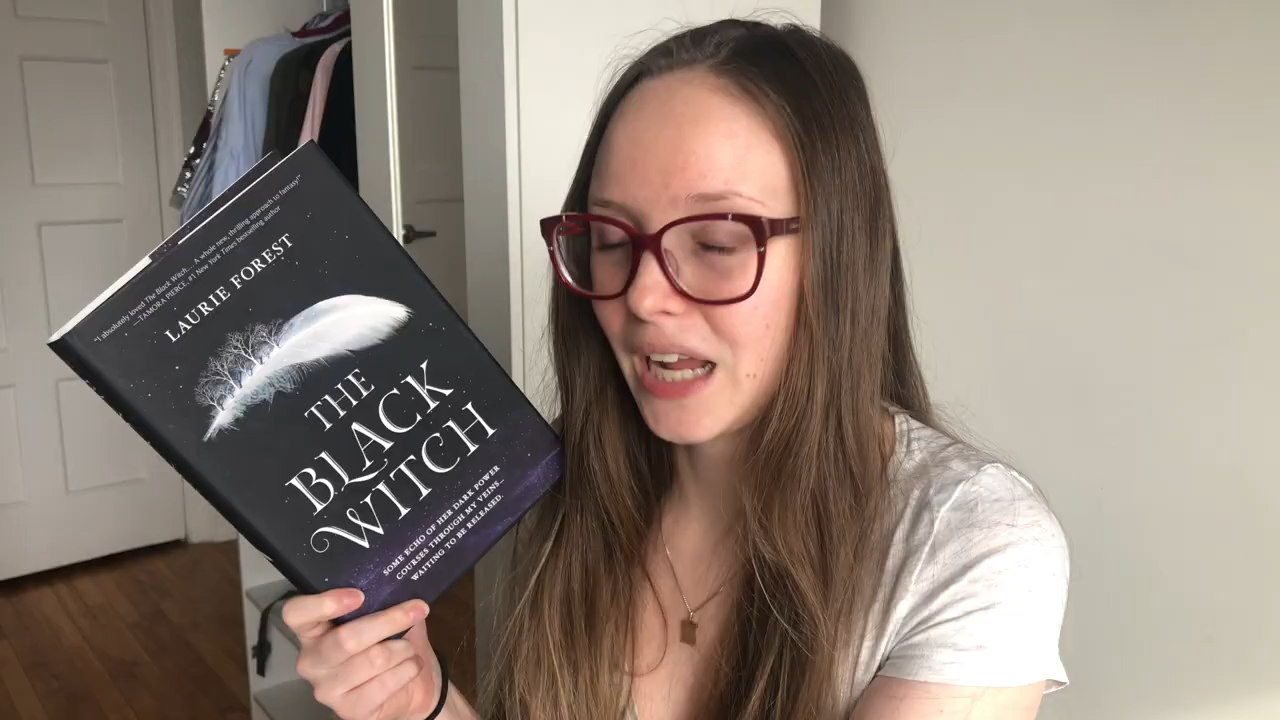 "I absolutely loved The Black Witch.... A whole new, thrilling approach to fantasy!"
—TAMORA PIERCE, #1 New York Times bestselling author
LAURIE FOREST
THE
BLACK
WITCH
SOME ECHO OF HER DARK POWER
COURSES THROUGH MY VEINS—
WAITING TO BE RELEASED.